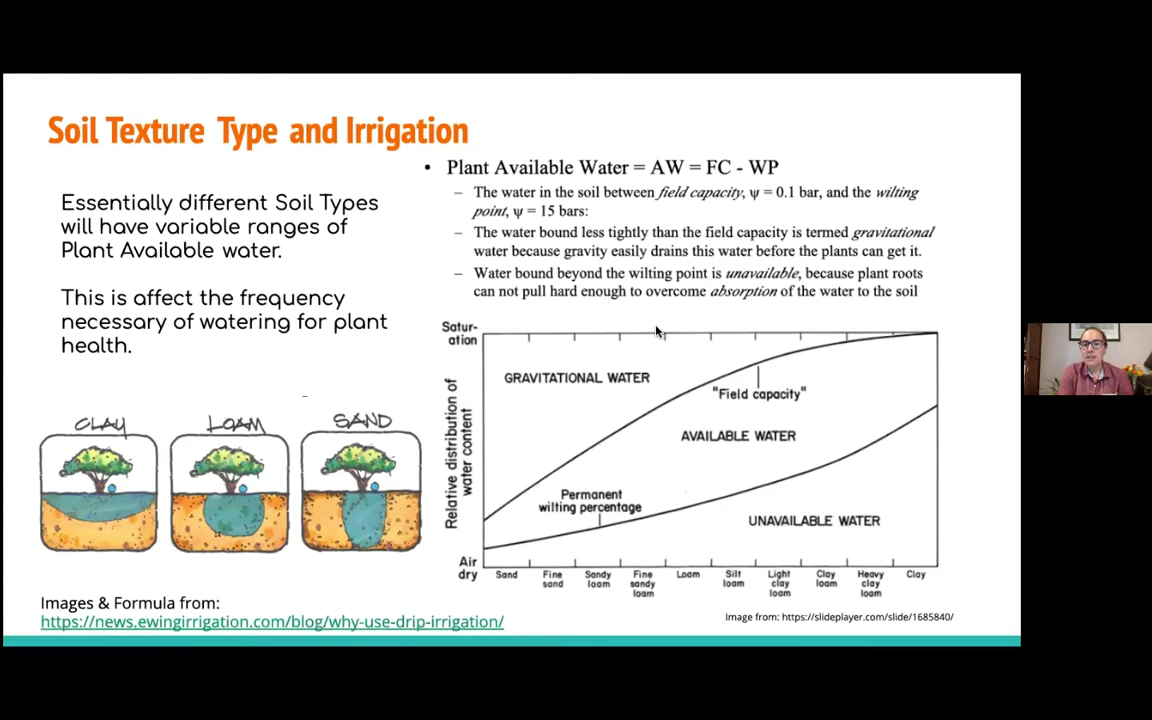 Soil Texture Type and Irrigation
Essentially different Soil Types
will have variable ranges of
Plant Available water.
This is affect the frequency
necessary of watering for plant
health.
• Plant Available Water = AW = FC - WP
– The water in the soil between field capacity, ψ = 0.1 bar, and the wilting
point, ψ = 15 bars:
– The water bound less tightly than the field capacity is termed gravitational
water because gravity easily drains this water before the plants can get it.
– Water bound beyond the wilting point is unavailable, because plant roots
can not pull hard enough to overcome absorption of the water to the soil
CLAY LOAM SAND
Satur-
ation
Relative distribution of
water content
Air
dry
GRAVITATIONAL WATER
"Field capacity"
AVAILABLE WATER
Permanent
wilting percentage
UNAVAILABLE WATER
Sand
Fine
sand
Sandy
loam
Fine
sandy
loam
Loam
Silt
loam
Light
clay
loam
Clay
loam
Heavy
clay
loam
Clay
Images & Formula from:
https://news.ewingirrigation.com/blog/why-use-drip-irrigation/
Image from: https://slideplayer.com/slide/1685840/